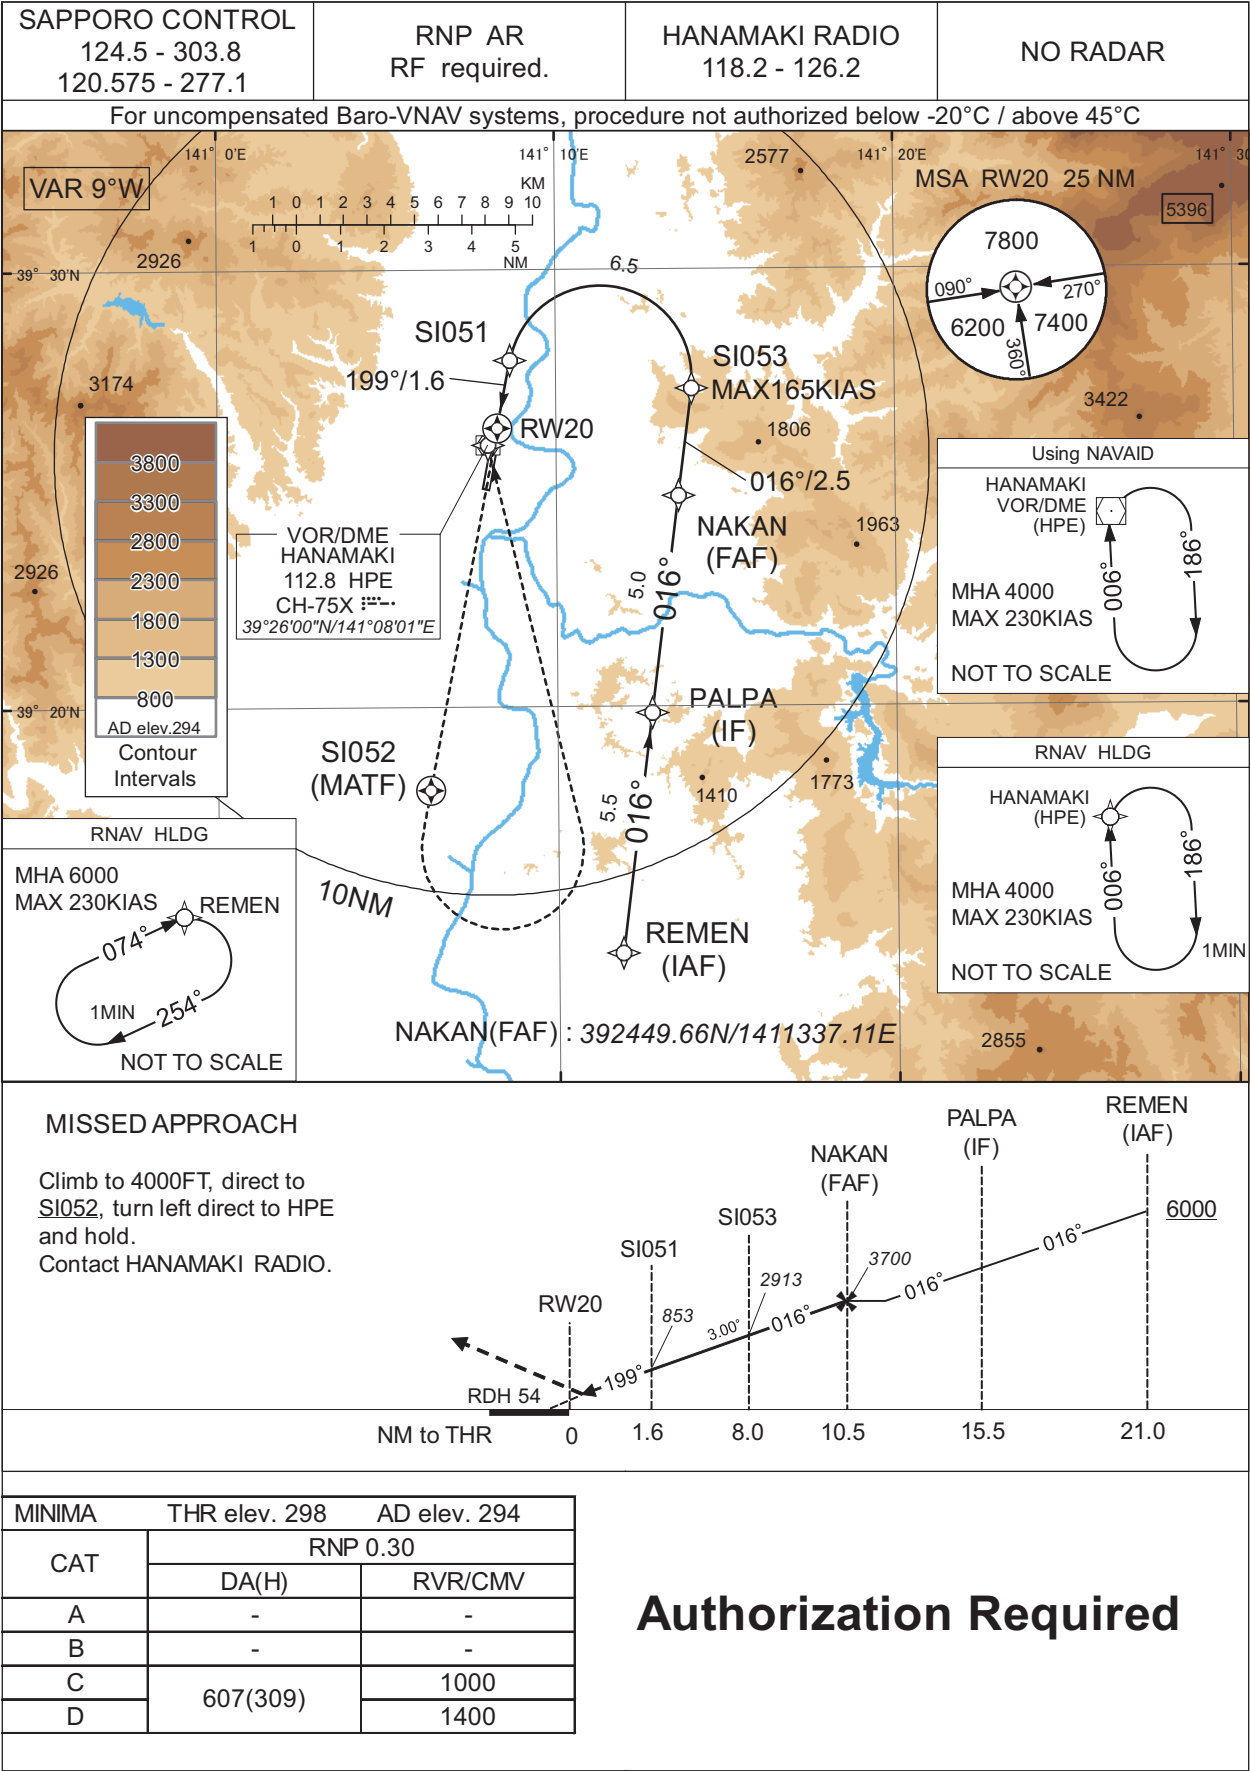 SAPPORO CONTROL
124.5 - 303.8
120.575 - 277.1
RNP AR
RF required.
HANAMAKI RADIO
118.2 - 126.2
NO RADAR
For uncompensated Baro-VNAV systems, procedure not authorized below -20°C / above 45°C
141° 0'E
141° 10'E
141° 20'E
141° 30
VAR 9°W
KM
1 0 1 2 3 4 5 6 7 8 9 10
1 0 1 2 3 4 5
NM
2577
MSA RW20 25 NM
5396
7800
090°
270°
6200
7400
360°
2926
39° 30'N
6.5
SI051
199°/1.6
SI053
MAX165KIAS
3174
3422
RW20
1806
016°/2.5
3800
3300
2800
2300
1800
1300
800
AD elev.294
Contour
Intervals
VOR/DME
HANAMAKI
112.8 HPE
CH-75X
39°26'00"N/141°08'01"E
NAKAN
(FAF)
1963
2926
5.0
016°
Using NAVAID
HANAMAKI
VOR/DME
(HPE)
006°
186°
MHA 4000
MAX 230KIAS
NOT TO SCALE
39° 20'N
PALPA
(IF)
SI052
(MATF)
1410
1773
5.5
016°
RNAV HLDG
HANAMAKI
(HPE)
006°
186°
MHA 4000
MAX 230KIAS
1MIN
NOT TO SCALE
RNAV HLDG
MHA 6000
MAX 230KIAS
REMEN
074°
1MIN
254°
NOT TO SCALE
10NM
REMEN
(IAF)
NAKAN(FAF) : 392449.66N/1411337.11E
2855
MISSED APPROACH
Climb to 4000FT, direct to
SI052, turn left direct to HPE
and hold.
Contact HANAMAKI RADIO.
REMEN
(IAF)
PALPA
(IF)
NAKAN
(FAF)
SI053
SI051
RW20
6000
016°
3700
016°
2913
016°
3.00°
853
199°
RDH 54
NM to THR
0
1.6
8.0
10.5
15.5
21.0
MINIMA THR elev. 298 AD elev. 294
CAT
RNP 0.30
DA(H)
RVR/CMV
A - -
B - -
C 607(309) 1000
D 1400
Authorization Required